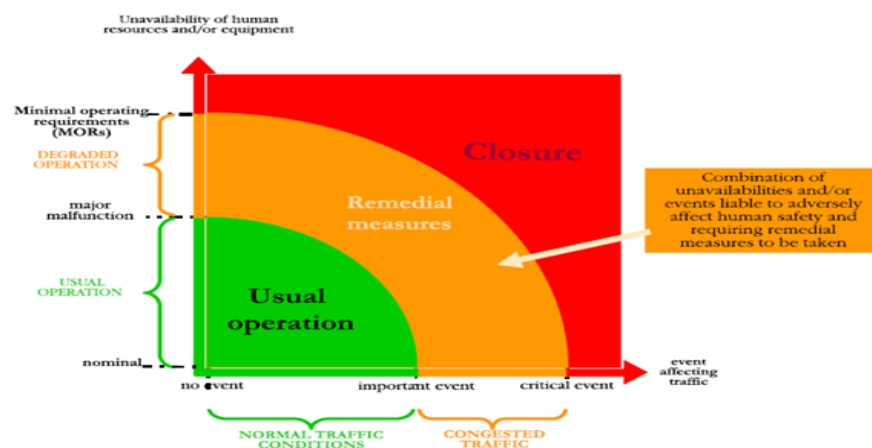 Unavailability of human
resources and/or equipment
Minimal operating
requirements
(MORs)
DEGRADED
OPERATION
major
malfunction
USUAL
OPERATION
nominal
Closure
Remedial
measures
Usual
operation
Combination of
unavailabilities and/or
events liable to adversely
affect human safety and
requiring remedial
measures to be taken
no event
important event
critical event
event
affecting
traffic
NORMAL TRAFFIC
CONDITIONS
CONGESTED
TRAFFIC